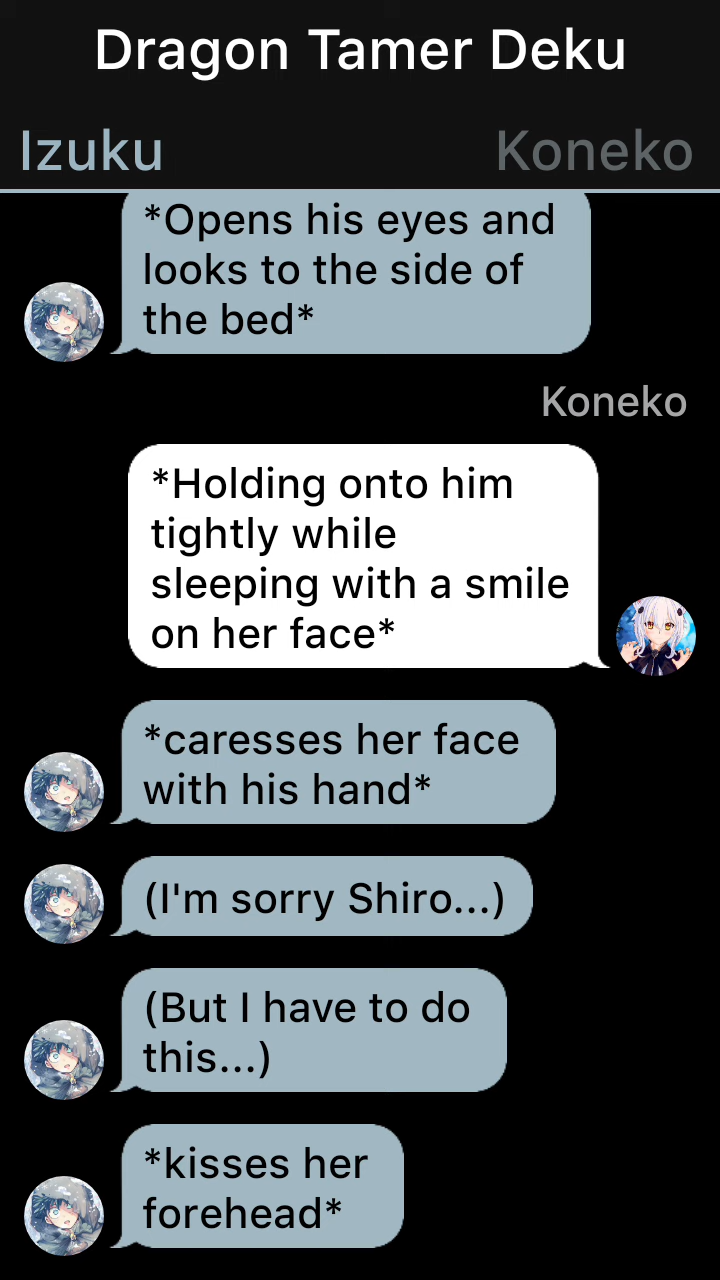 Dragon Tamer Deku
Izuku
Koneko
*Opens his eyes and
looks to the side of
the bed*
Koneko
*Holding onto him
tightly while
sleeping with a smile
on her face*
*caresses her face
with his hand*
(I'm sorry Shiro...)
(But I have to do
this...)
*kisses her
forehead*